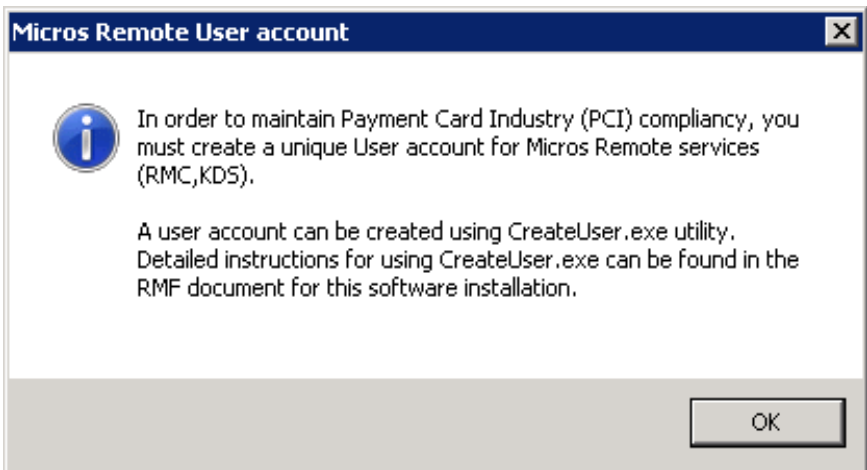 Micros Remote User account
In order to maintain Payment Card Industry (PCI) compliancy, you
must create a unique User account for Micros Remote services
(RMC,KDS).
A user account can be created using CreateUser.exe utility.
Detailed instructions for using CreateUser.exe can be found in the
RMF document for this software installation.
OK